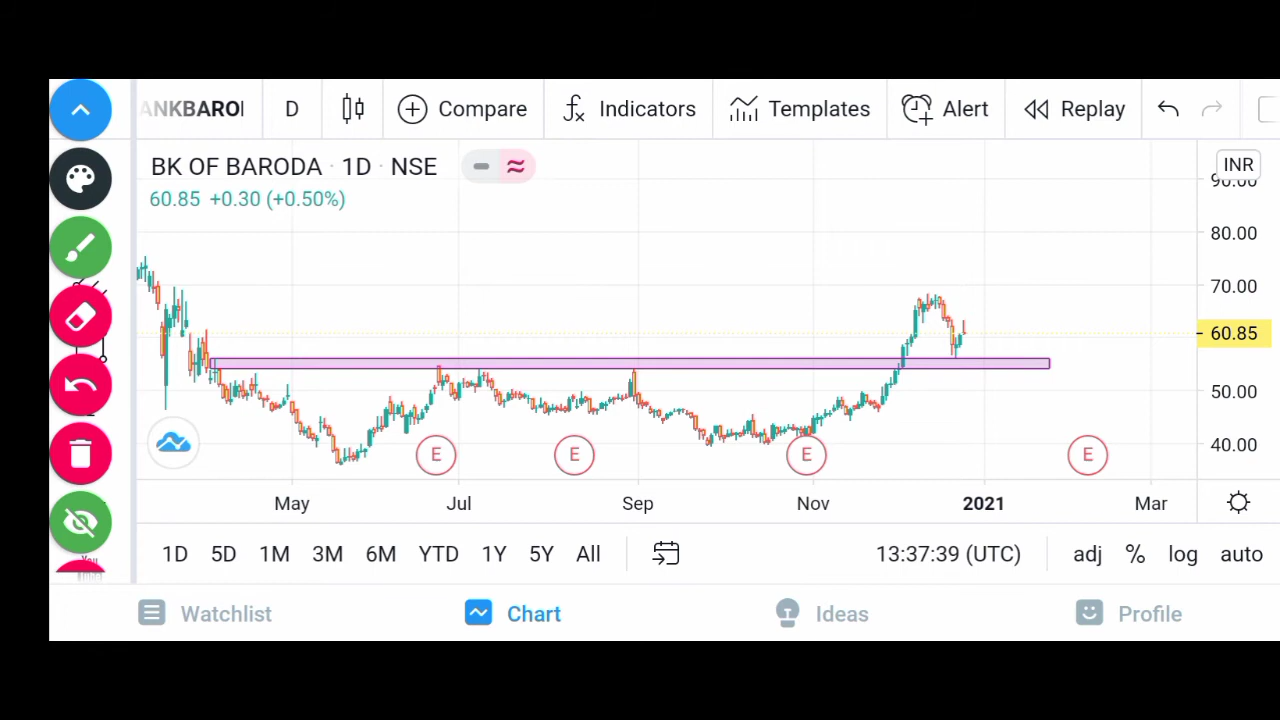 ANKBAROI D Compare Indicators Templates Alert Replay
BK OF BARODA · 1D · NSE
INR
60.85 +0.30 (+0.50%)
90.00
80.00
70.00
60.85
50.00
40.00
E E E E
May Jul Sep Nov 2021 Mar
1D 5D 1M 3M 6M YTD 1Y 5Y All 13:37:39 (UTC) adj % log auto
Watchlist Chart Ideas Profile